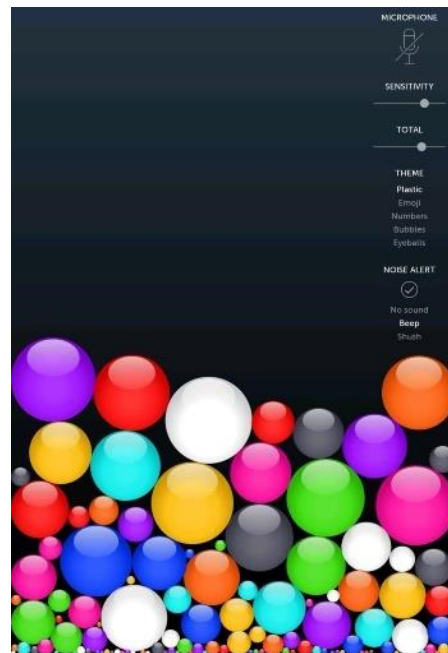 MICROPHONE
SENSITIVITY
TOTAL
THEME
Plastic
Emoji
Numbers
Bubbles
Eyeballs
NOISE ALERT
No sound
Beep
Shush